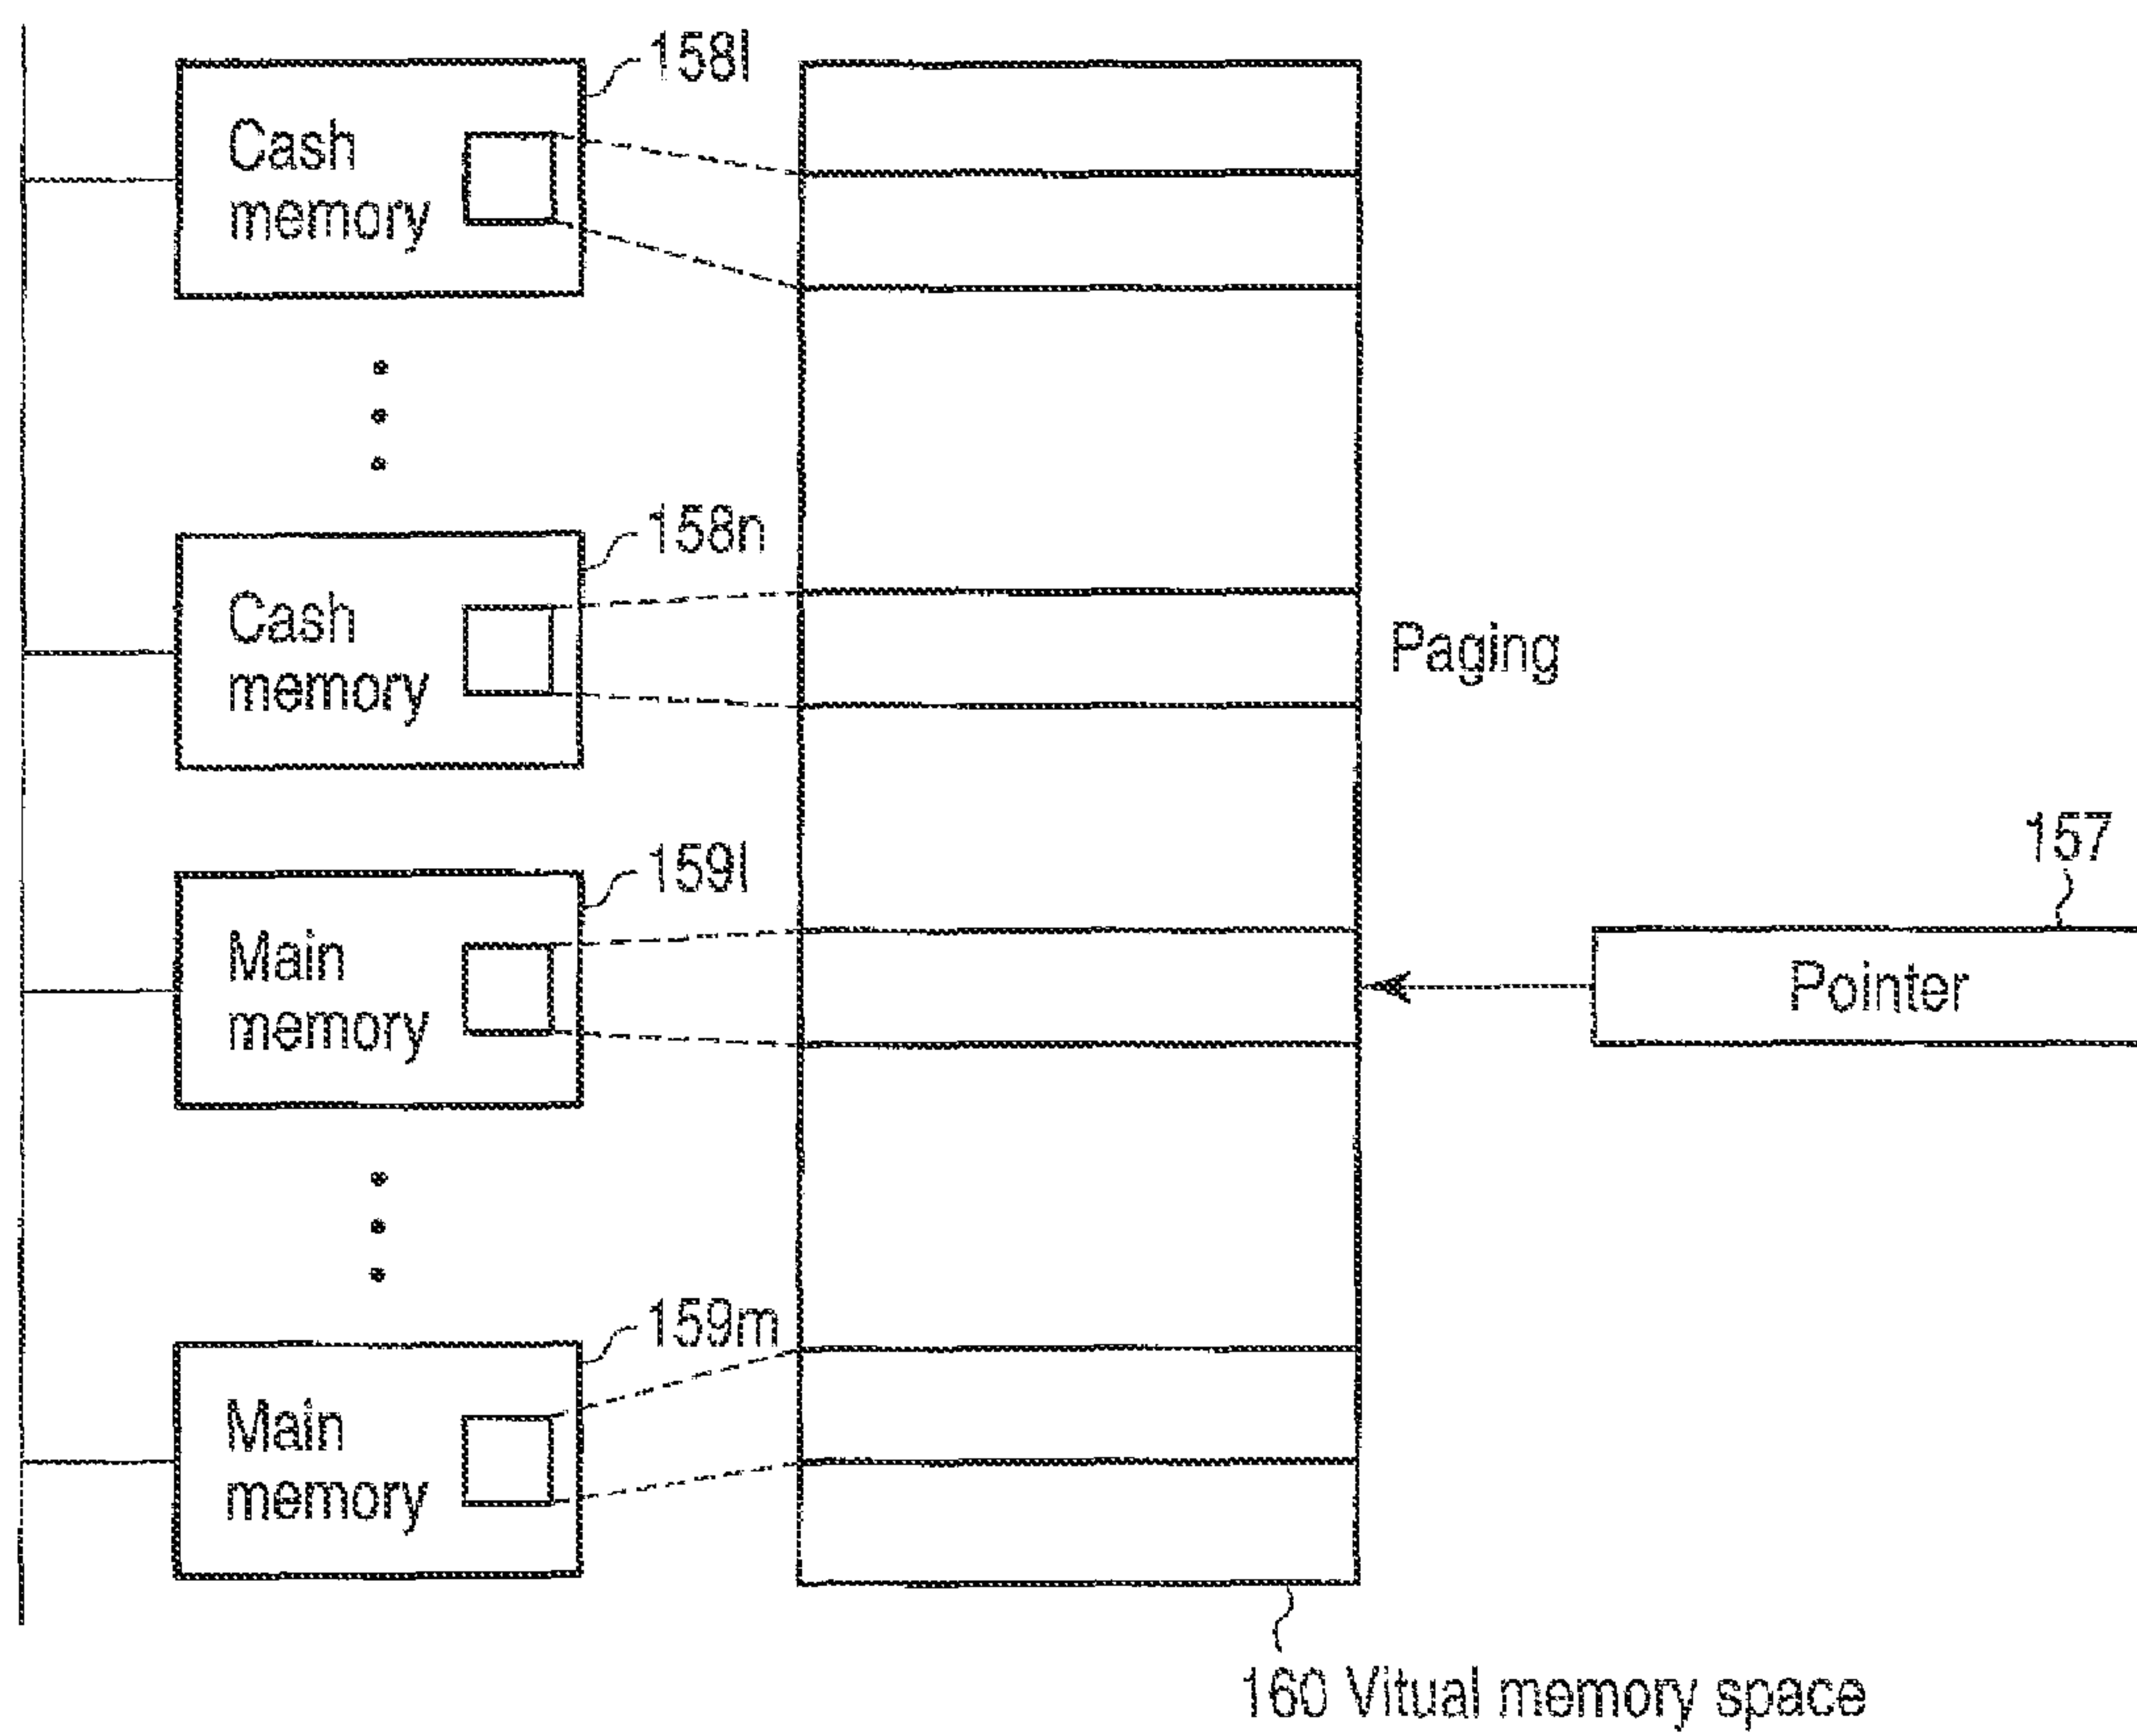 158l
Cash
memory
158n
Cash
memory
Paging
159l
Main
memory
157
Pointer
159m
Main
memory
160 Vitual memory space